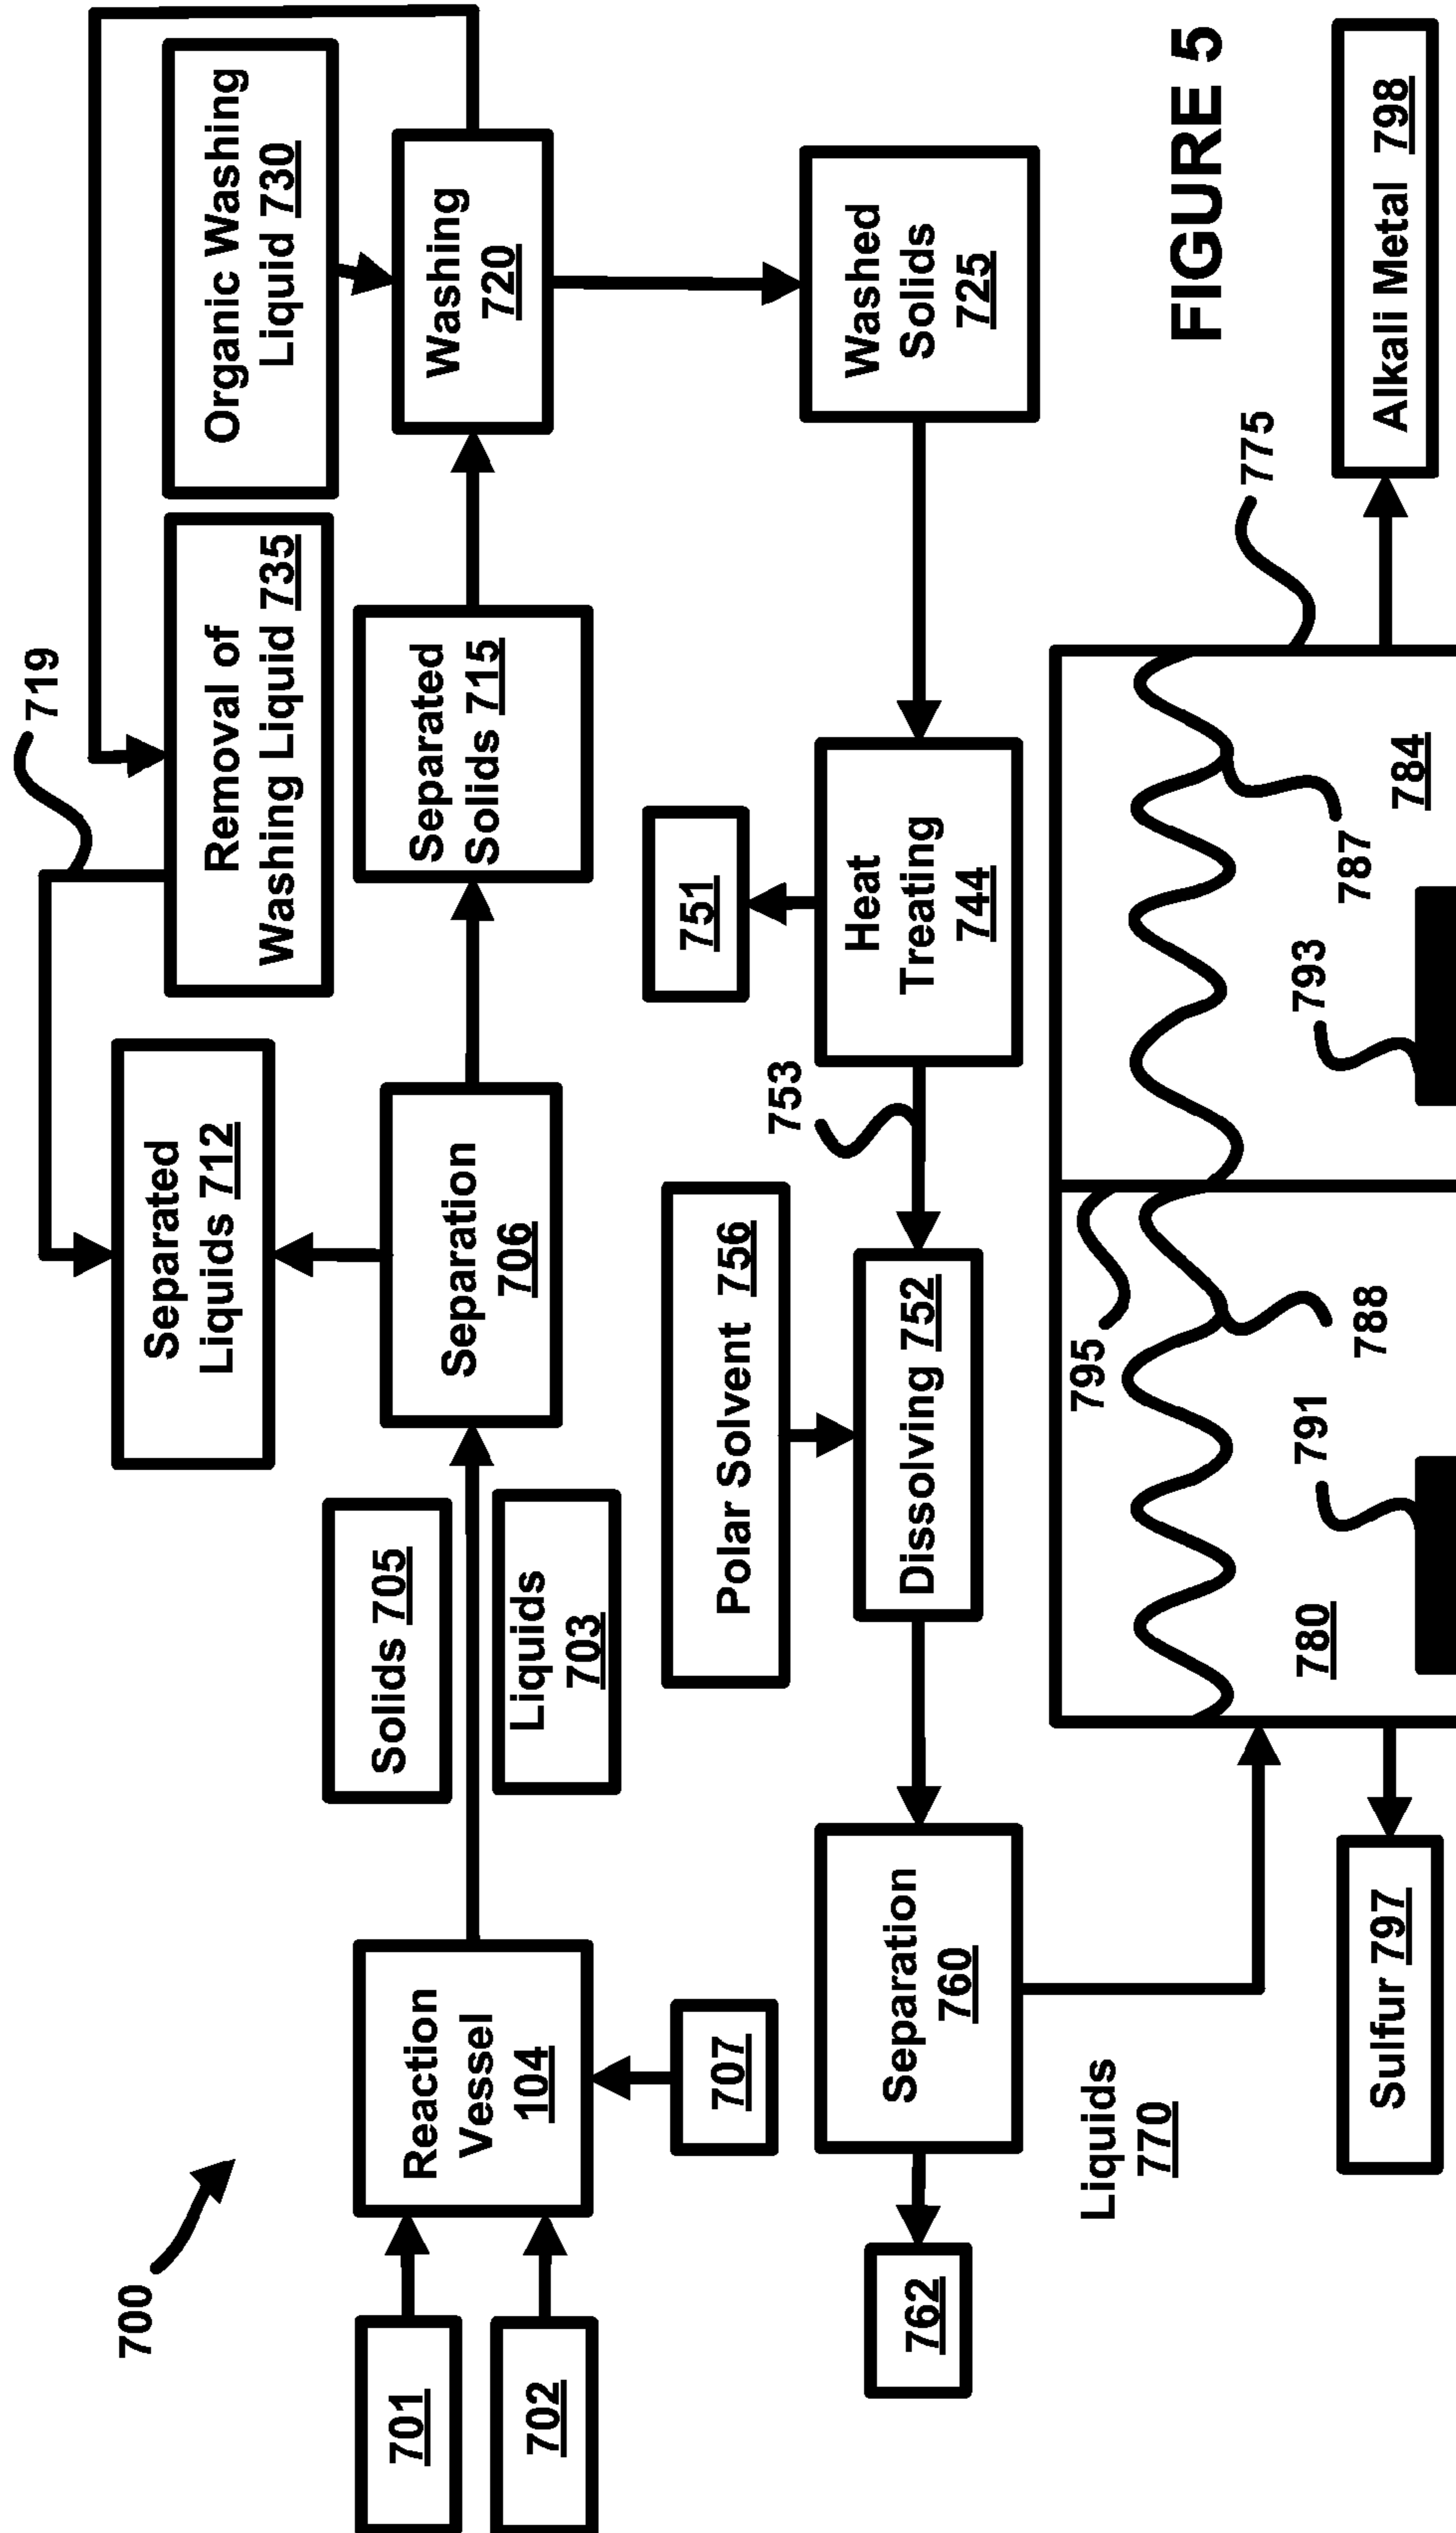 700
719
Separated
Liquids 712
Removal of
Washing Liquid 735
Organic Washing
Liquid 730
701
702
Reaction
Vessel
104
707
Solids 705
Liquids
703
Separation
706
Separated
Solids 715
Washing
720
751
Washed
Solids
725
Polar Solvent 756
753
Heat
Treating
744
762
Separation
760
Dissolving 752
Liquids
770
FIGURE 5
775
795
788
787
791
793
780
784
Sulfur 797
Alkali Metal 798